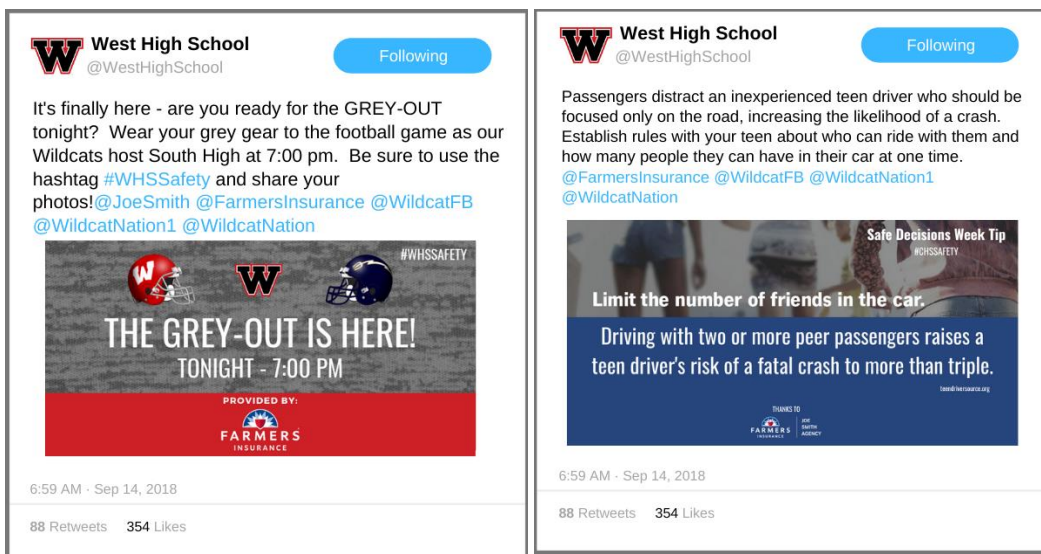 West High School
@WestHighSchool
Following
It's finally here - are you ready for the GREY-OUT
tonight?  Wear your grey gear to the football game as our
Wildcats host South High at 7:00 pm.  Be sure to use the
hashtag #WHSSafety and share your
photos!@JoeSmith @FarmersInsurance @WildcatFB
@WildcatNation1 @WildcatNation
#WHSSAFETY
W
W
THE GREY-OUT IS HERE!
TONIGHT - 7:00 PM
PROVIDED BY:
FARMERS
INSURANCE
6:59 AM · Sep 14, 2018
88 Retweets 354 Likes
West High School
@WestHighSchool
Following
Passengers distract an inexperienced teen driver who should be
focused only on the road, increasing the likelihood of a crash.
Establish rules with your teen about who can ride with them and
how many people they can have in their car at one time.
@FarmersInsurance @WildcatFB @WildcatNation1
@WildcatNation
Safe Decisions Week Tip
#CHSSAFETY
Limit the number of friends in the car.
Driving with two or more peer passengers raises a
teen driver's risk of a fatal crash to more than triple.
teendriversource.org
THANKS TO
FARMERS
INSURANCE
JOE
SMITH
AGENCY
6:59 AM · Sep 14, 2018
88 Retweets 354 Likes